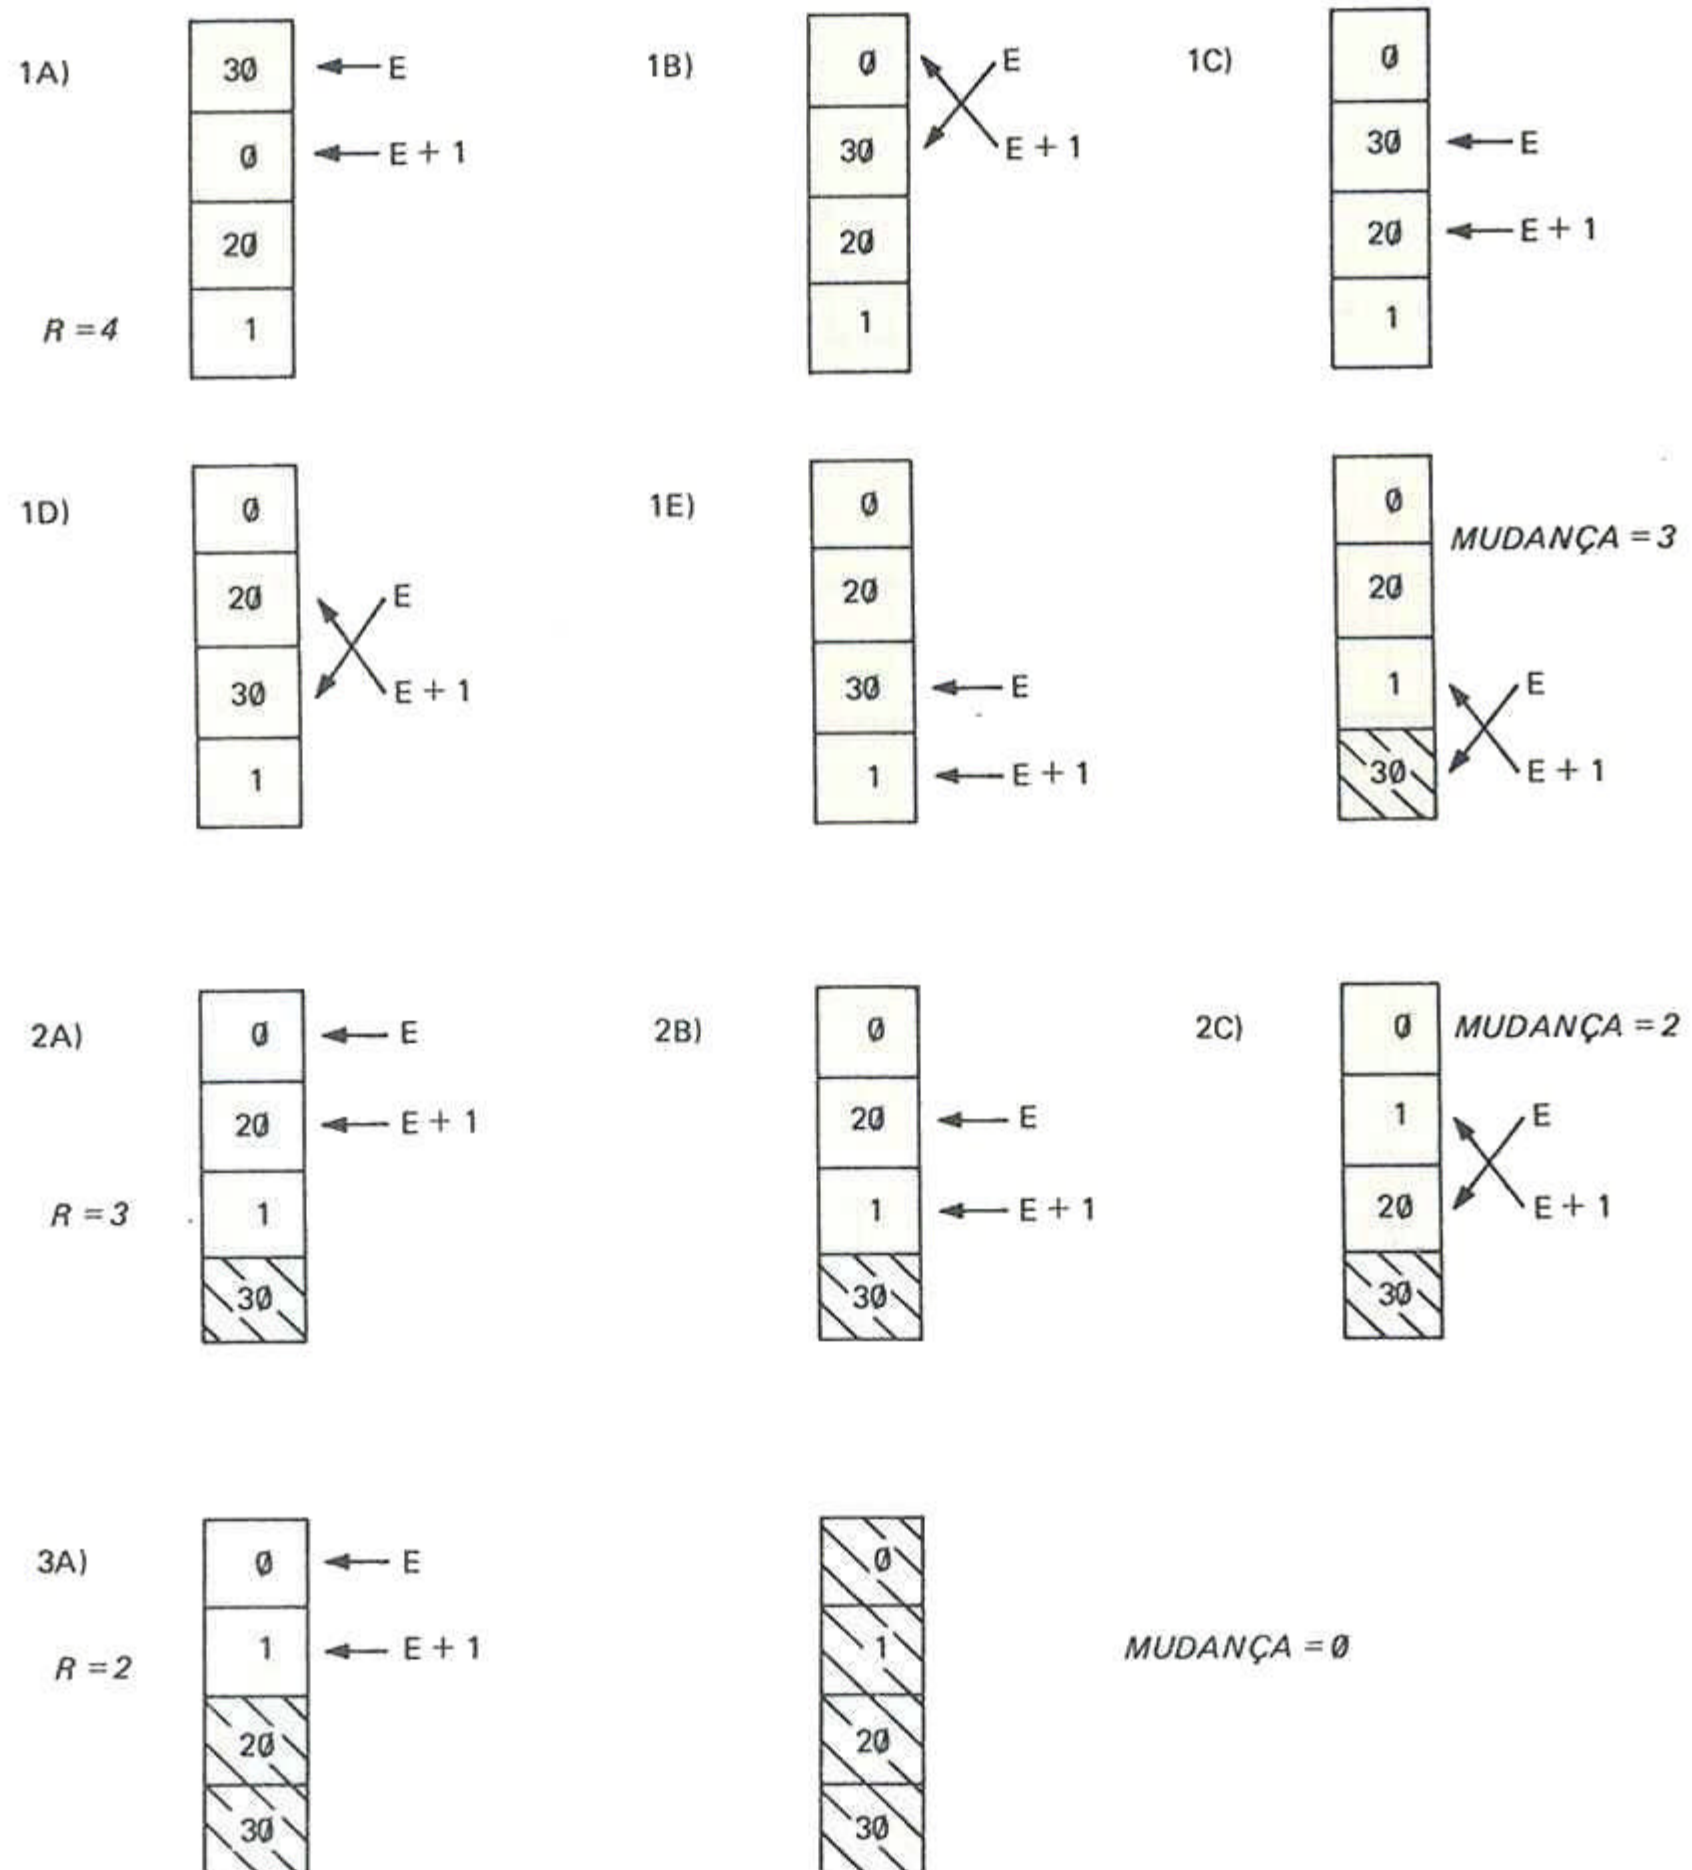 1A)
30 E
0 E + 1
20
R = 4 1
1B)
0 E
30 E + 1
20
1
1C)
0
30 E
20 E + 1
1
1D)
0
20 E
30 E + 1
1
1E)
0
20
30 E
1 E + 1
0 MUDANÇA = 3
20
1 E
30 E + 1
2A)
0 E
20 E + 1
R = 3 1
30
2B)
0
20 E
1 E + 1
30
2C)
0 MUDANÇA = 2
1 E
20 E + 1
30
3A)
0 E
R = 2 1 E + 1
20
30
0
1 MUDANÇA = 0
20
30